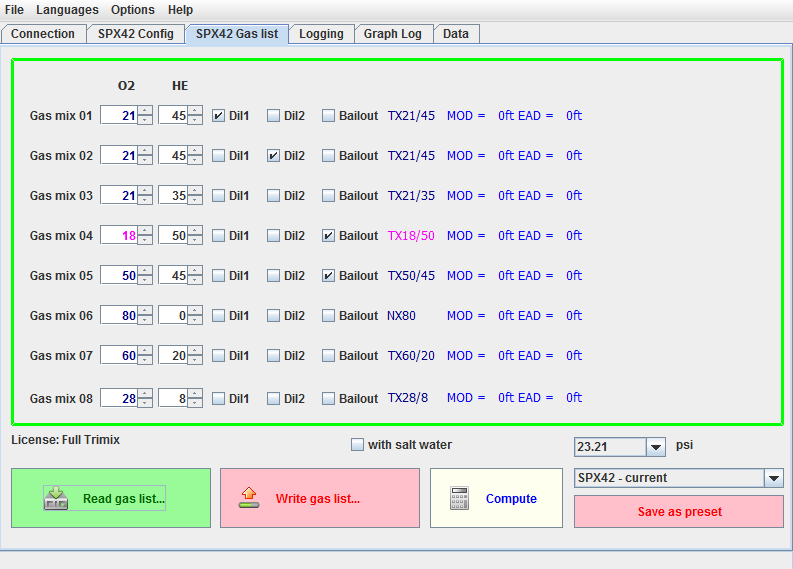 File Languages Options Help
Connection SPX42 Config SPX42 Gas list Logging Graph Log Data
O2 HE
Gas mix 01 21 45 Dil1 Dil2 Bailout TX21/45 MOD = 0ft EAD = 0ft
Gas mix 02 21 45 Dil1 Dil2 Bailout TX21/45 MOD = 0ft EAD = 0ft
Gas mix 03 21 35 Dil1 Dil2 Bailout TX21/35 MOD = 0ft EAD = 0ft
Gas mix 04 18 50 Dil1 Dil2 Bailout TX18/50 MOD = 0ft EAD = 0ft
Gas mix 05 50 45 Dil1 Dil2 Bailout TX50/45 MOD = 0ft EAD = 0ft
Gas mix 06 80 0 Dil1 Dil2 Bailout NX80 MOD = 0ft EAD = 0ft
Gas mix 07 60 20 Dil1 Dil2 Bailout TX60/20 MOD = 0ft EAD = 0ft
Gas mix 08 28 8 Dil1 Dil2 Bailout TX28/8 MOD = 0ft EAD = 0ft
License: Full Trimix with salt water 23.21 psi
SPX42 - current
Read gas list... Write gas list... Compute
Save as preset